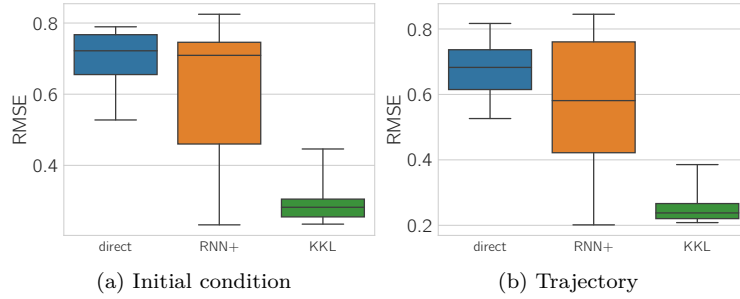 0.8
0.6
0.4
RMSE
direct
RNN+
KKL
(a) Initial condition
0.8
0.6
0.4
0.2
RMSE
direct
RNN+
KKL
(b) Trajectory